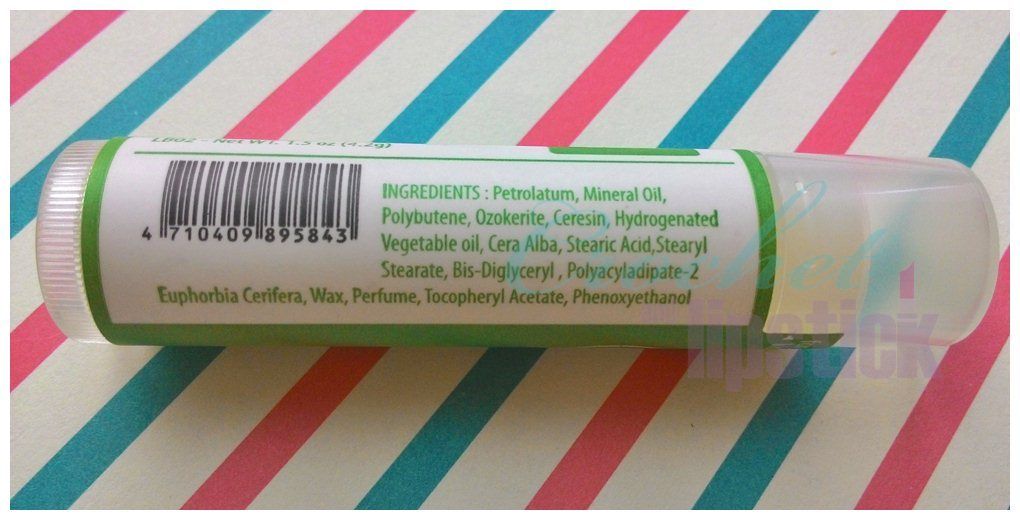 LB02 - Net Wt. 1.5 oz (4.2g)
INGREDIENTS : Petrolatum, Mineral Oil,
Polybutene, Ozokerite, Ceresin, Hydrogenated
Vegetable oil, Cera Alba, Stearic Acid,Stearyl
Stearate, Bis-Diglyceryl , Polyacyladipate-2
Euphorbia Cerifera, Wax, Perfume, Tocopheryl Acetate, Phenoxyethanol
4 710409 895843
lipstick